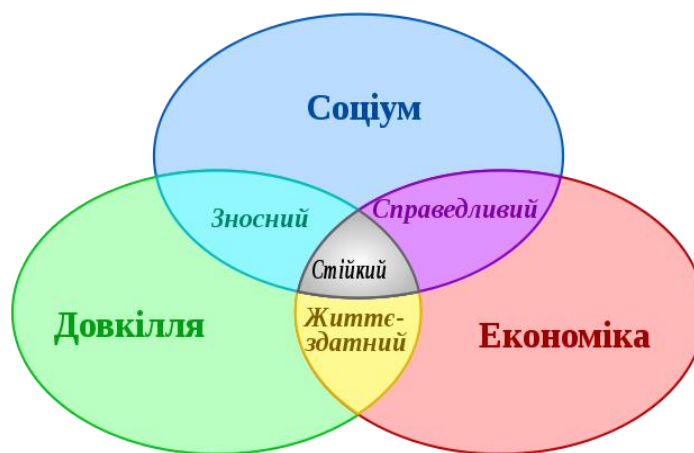 Соціум
Зносний
Справедливий
Стійкий
Довкілля
Життє-
здатний
Економіка